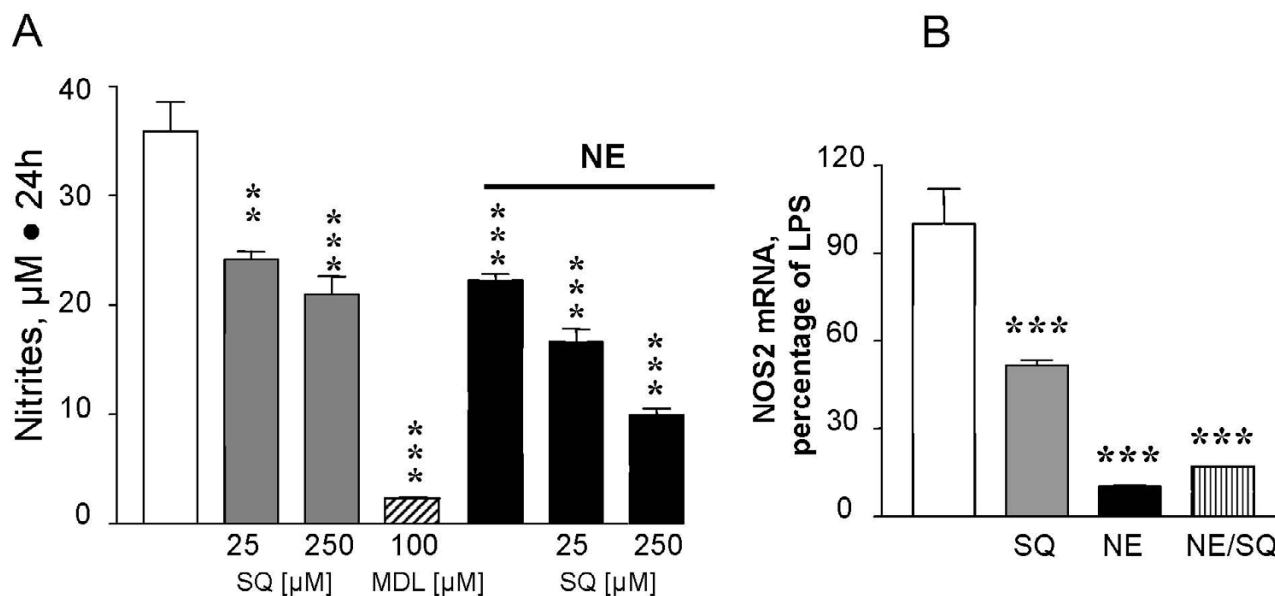 A
Nitrites, µM • 24h
40
30
20
10
0
**
***
***
NE
***
***
***
25 250 100 25 250
SQ [µM] MDL [µM] SQ [µM]
B
NOS2 mRNA,
percentage of LPS
120
90
60
30
0
***
***
***
SQ NE NE/SQ